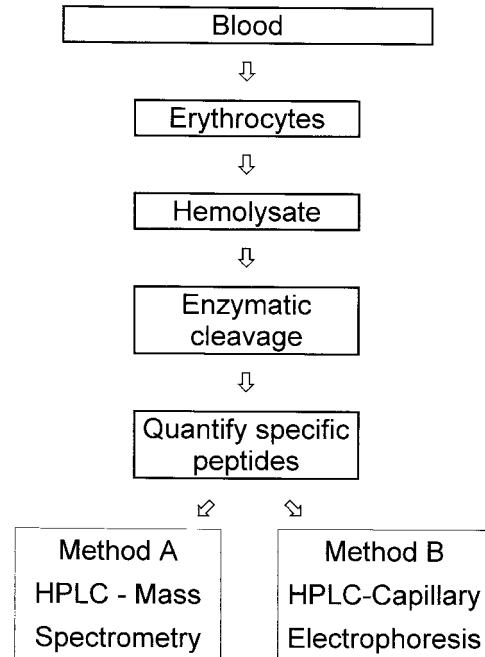 Blood
Erythrocytes
Hemolysate
Enzymatic
cleavage
Quantify specific
peptides
Method A
HPLC - Mass
Spectrometry
Method B
HPLC-Capillary
Electrophoresis